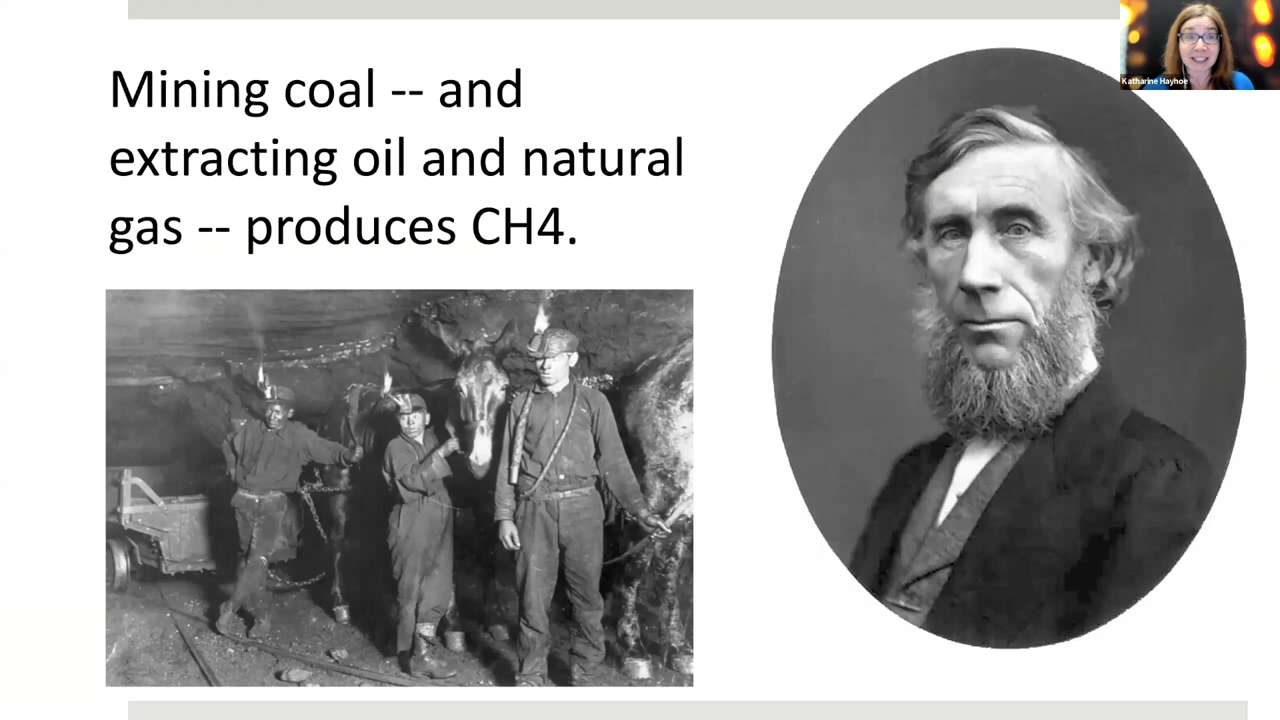 Mining coal -- and
extracting oil and natural
gas -- produces CH4.
Katharine Hayhoe